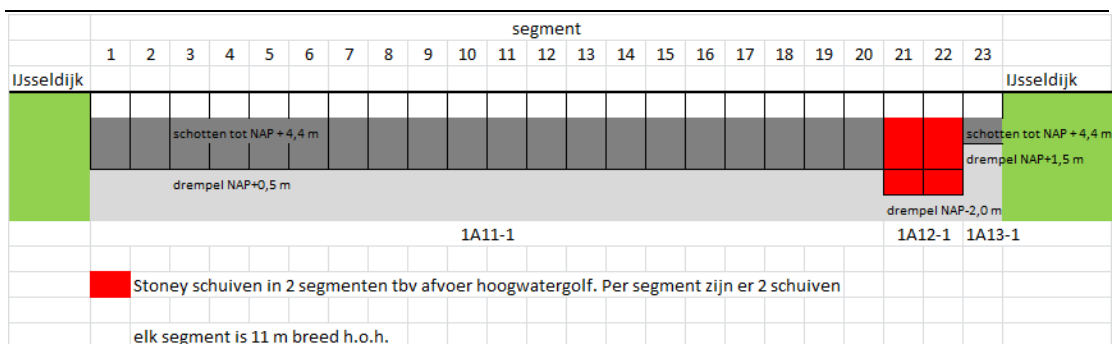 segment
1 2 3 4 5 6 7 8 9 10 11 12 13 14 15 16 17 18 19 20 21 22 23
IJsseldijk IJsseldijk
schotten tot NAP + 4,4 m schotten tot NAP + 4,4 m
drempel NAP+1,5 m
drempel NAP+0,5 m
drempel NAP-2,0 m
1A11-1 1A12-1 1A13-1
Stoney schuiven in 2 segmenten tbv afvoer hoogwatergolf. Per segment zijn er 2 schuiven
elk segment is 11 m breed h.o.h.